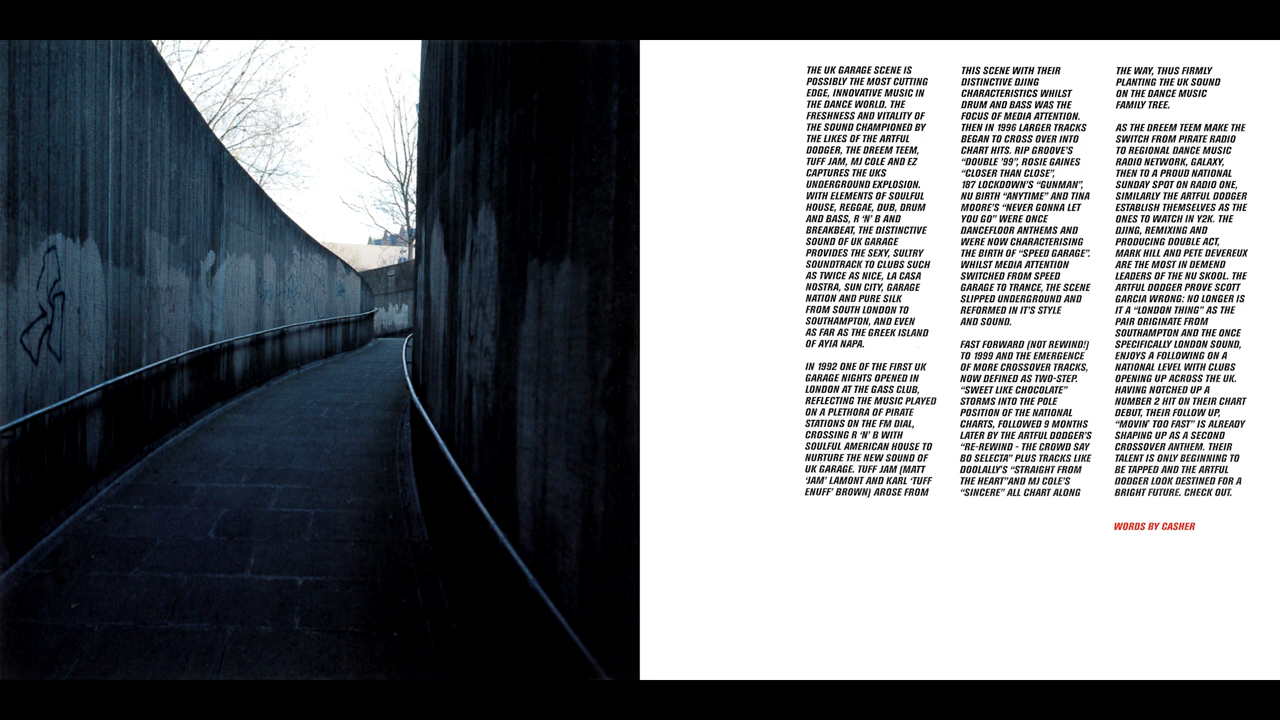 THE UK GARAGE SCENE IS
POSSIBLY THE MOST CUTTING
EDGE, INNOVATIVE MUSIC IN
THE DANCE WORLD. THE
FRESHNESS AND VITALITY OF
THE SOUND CHAMPIONED BY
THE LIKES OF THE ARTFUL
DODGER, THE DREEM TEEM,
TUFF JAM, MJ COLE AND EZ
CAPTURES THE UKS
UNDERGROUND EXPLOSION.
WITH ELEMENTS OF SOULFUL
HOUSE, REGGAE, DUB, DRUM
AND BASS, R 'N' B AND
BREAKBEAT, THE DISTINCTIVE
SOUND OF UK GARAGE
PROVIDES THE SEXY, SULTRY
SOUNDTRACK TO CLUBS SUCH
AS TWICE AS NICE, LA CASA
NOSTRA, SUN CITY, GARAGE
NATION AND PURE SILK
FROM SOUTH LONDON TO
SOUTHAMPTON, AND EVEN
AS FAR AS THE GREEK ISLAND
OF AYIA NAPA.
IN 1992 ONE OF THE FIRST UK
GARAGE NIGHTS OPENED IN
LONDON AT THE GASS CLUB,
REFLECTING THE MUSIC PLAYED
ON A PLETHORA OF PIRATE
STATIONS ON THE FM DIAL,
CROSSING R 'N' B WITH
SOULFUL AMERICAN HOUSE TO
NURTURE THE NEW SOUND OF
UK GARAGE. TUFF JAM (MATT
'JAM' LAMONT AND KARL 'TUFF
ENUFF' BROWN) AROSE FROM
THIS SCENE WITH THEIR
DISTINCTIVE DJING
CHARACTERISTICS WHILST
DRUM AND BASS WAS THE
FOCUS OF MEDIA ATTENTION.
THEN IN 1996 LARGER TRACKS
BEGAN TO CROSS OVER INTO
CHART HITS. RIP GROOVE'S
"DOUBLE '99", ROSIE GAINES
"CLOSER THAN CLOSE",
187 LOCKDOWN'S "GUNMAN",
NU BIRTH "ANYTIME" AND TINA
MOORE'S "NEVER GONNA LET
YOU GO" WERE ONCE
DANCEFLOOR ANTHEMS AND
WERE NOW CHARACTERISING
THE BIRTH OF "SPEED GARAGE".
WHILST MEDIA ATTENTION
SWITCHED FROM SPEED
GARAGE TO TRANCE, THE SCENE
SLIPPED UNDERGROUND AND
REFORMED IN IT'S STYLE
AND SOUND.
FAST FORWARD (NOT REWIND!)
TO 1999 AND THE EMERGENCE
OF MORE CROSSOVER TRACKS,
NOW DEFINED AS TWO-STEP.
"SWEET LIKE CHOCOLATE"
STORMS INTO THE POLE
POSITION OF THE NATIONAL
CHARTS, FOLLOWED 9 MONTHS
LATER BY THE ARTFUL DODGER'S
"RE-REWIND - THE CROWD SAY
BO SELECTA" PLUS TRACKS LIKE
DOOLALLY'S "STRAIGHT FROM
THE HEART"AND MJ COLE'S
"SINCERE" ALL CHART ALONG
THE WAY, THUS FIRMLY
PLANTING THE UK SOUND
ON THE DANCE MUSIC
FAMILY TREE.
AS THE DREEM TEEM MAKE THE
SWITCH FROM PIRATE RADIO
TO REGIONAL DANCE MUSIC
RADIO NETWORK, GALAXY,
THEN TO A PROUD NATIONAL
SUNDAY SPOT ON RADIO ONE,
SIMILARLY THE ARTFUL DODGER
ESTABLISH THEMSELVES AS THE
ONES TO WATCH IN Y2K. THE
DJING, REMIXING AND
PRODUCING DOUBLE ACT,
MARK HILL AND PETE DEVEREUX
ARE THE MOST IN DEMEND
LEADERS OF THE NU SKOOL. THE
ARTFUL DODGER PROVE SCOTT
GARCIA WRONG: NO LONGER IS
IT A "LONDON THING" AS THE
PAIR ORIGINATE FROM
SOUTHAMPTON AND THE ONCE
SPECIFICALLY LONDON SOUND,
ENJOYS A FOLLOWING ON A
NATIONAL LEVEL WITH CLUBS
OPENING UP ACROSS THE UK.
HAVING NOTCHED UP A
NUMBER 2 HIT ON THEIR CHART
DEBUT, THEIR FOLLOW UP,
"MOVIN' TOO FAST" IS ALREADY
SHAPING UP AS A SECOND
CROSSOVER ANTHEM. THEIR
TALENT IS ONLY BEGINNING TO
BE TAPPED AND THE ARTFUL
DODGER LOOK DESTINED FOR A
BRIGHT FUTURE. CHECK OUT.
WORDS BY CASHER